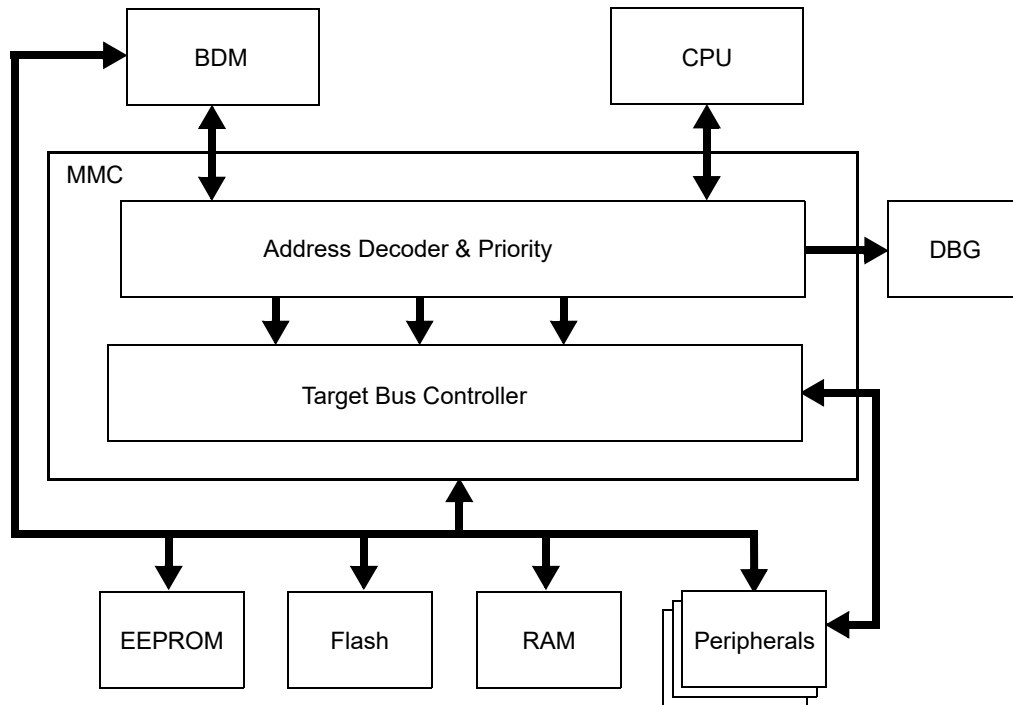 BDM
CPU
MMC
Address Decoder & Priority
DBG
Target Bus Controller
EEPROM
Flash
RAM
Peripherals